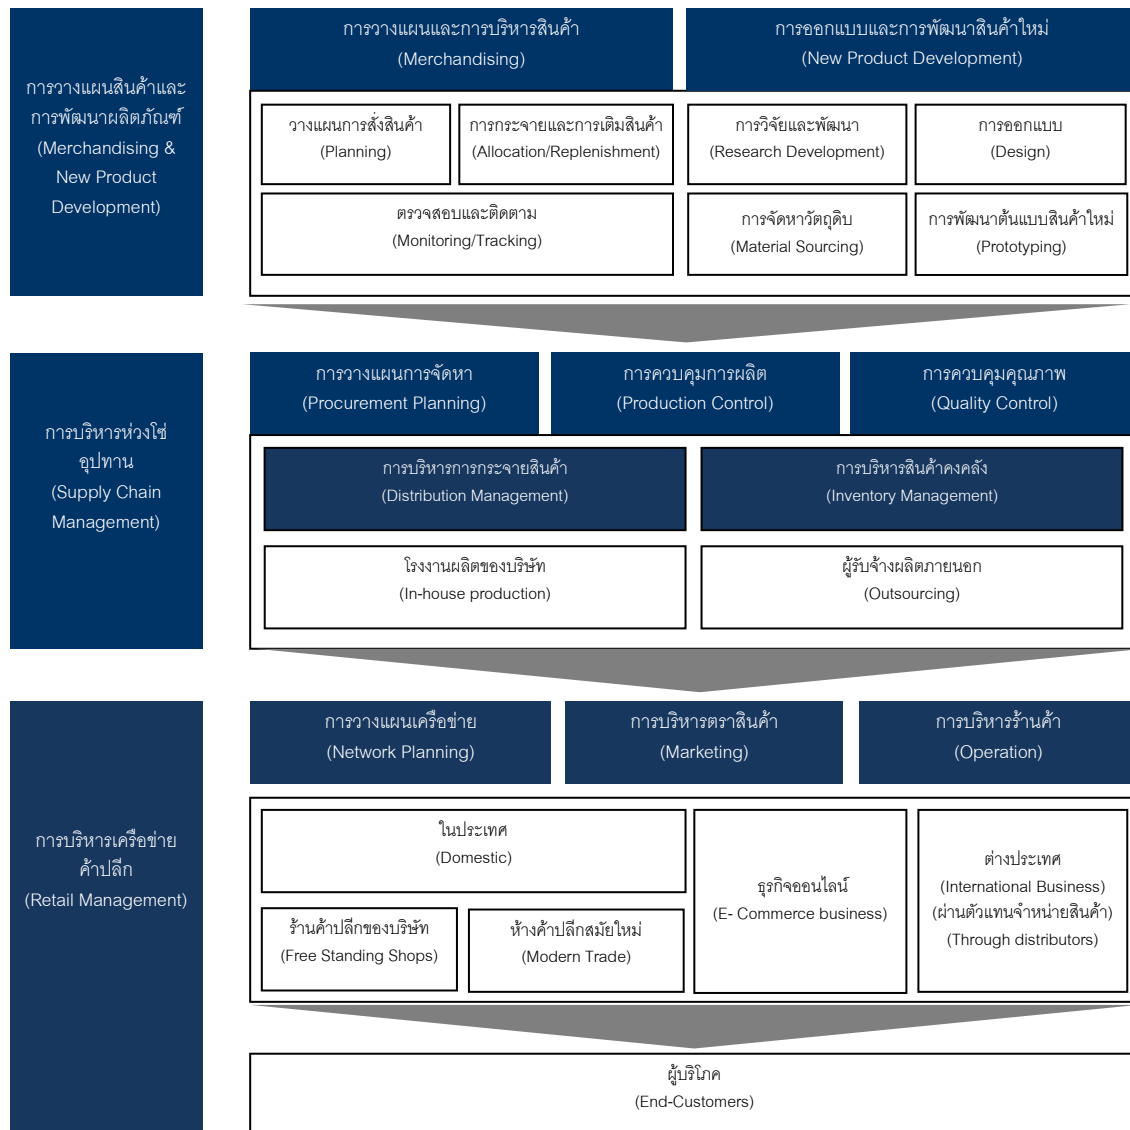 การวางแผนสินค้าและ
การพัฒนาผลิตภัณฑ์
(Merchandising &
New Product
Development)
การวางแผนและการบริหารสินค้า
(Merchandising)
การออกแบบและการพัฒนาสินค้าใหม่
(New Product Development)
วางแผนการสั่งสินค้า
(Planning)
การกระจายและการเติมสินค้า
(Allocation/Replenishment)
การวิจัยและพัฒนา
(Research Development)
การออกแบบ
(Design)
ตรวจสอบและติดตาม
(Monitoring/Tracking)
การจัดหาวัตถุดิบ
(Material Sourcing)
การพัฒนาต้นแบบสินค้าใหม่
(Prototyping)
การบริหารห่วงโซ่
อุปทาน
(Supply Chain
Management)
การวางแผนการจัดหา
(Procurement Planning)
การควบคุมการผลิต
(Production Control)
การควบคุมคุณภาพ
(Quality Control)
การบริหารการกระจายสินค้า
(Distribution Management)
การบริหารสินค้าคงคลัง
(Inventory Management)
โรงงานผลิตของบริษัท
(In-house production)
ผู้รับจ้างผลิตภายนอก
(Outsourcing)
การบริหารเครือข่าย
ค้าปลีก
(Retail Management)
การวางแผนเครือข่าย
(Network Planning)
การบริหารตราสินค้า
(Marketing)
การบริหารร้านค้า
(Operation)
ในประเทศ
(Domestic)
ร้านค้าปลีกของบริษัท
(Free Standing Shops)
ห้างค้าปลีกสมัยใหม่
(Modern Trade)
ธุรกิจออนไลน์
(E- Commerce business)
ต่างประเทศ
(International Business)
(ผ่านตัวแทนจำหน่ายสินค้า)
(Through distributors)
ผู้บริโภค
(End-Customers)